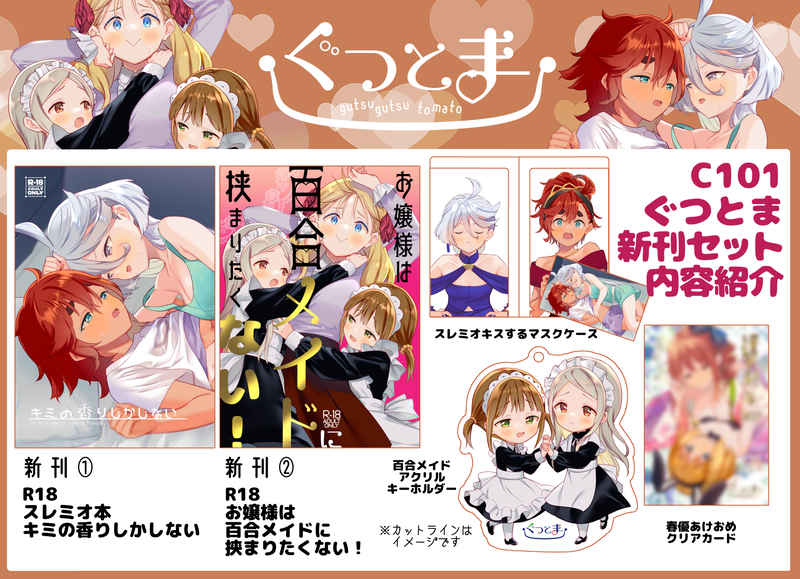 ぐつとま
gutsugutsu tomato
C101
ぐつとま
新刊セット
内容紹介
R-18
ADULT
ONLY
キミの香りしかしない
お嬢様は
百合メイドに
挟まりたく
ない！
R-18
ADULT
ONLY
スレミオキスするマスクケース
新刊①
R18
スレミオ本
キミの香りしかしない
新刊②
R18
お嬢様は
百合メイドに
挟まりたくない！
百合メイド
アクリル
キーホルダー
※カットラインは
イメージです
ぐつとま
春優あけおめ
クリアカード